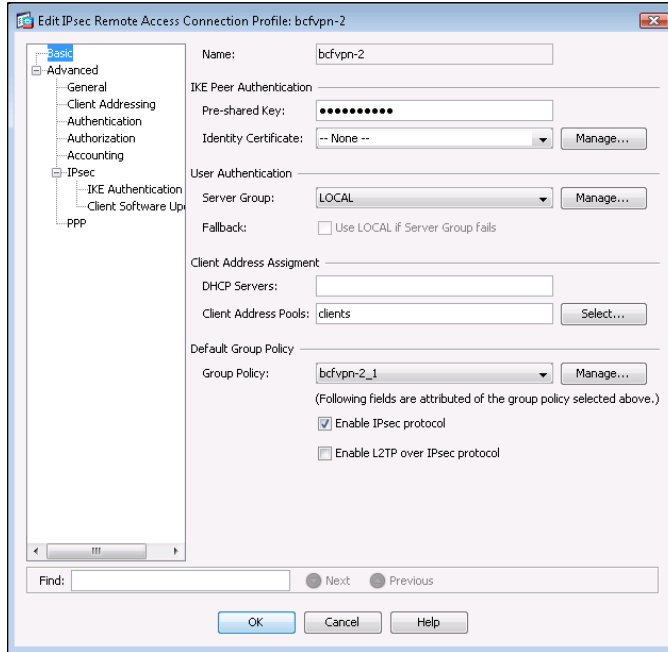 Edit IPsec Remote Access Connection Profile: bcfvpn-2
Basic
Advanced
General
Client Addressing
Authentication
Authorization
Accounting
IPsec
IKE Authentication
Client Software Up
PPP
Name: bcfvpn-2
IKE Peer Authentication
Pre-shared Key: ●●●●●●●●●●
Identity Certificate: -- None -- Manage...
User Authentication
Server Group: LOCAL Manage...
Fallback: Use LOCAL if Server Group fails
Client Address Assigment
DHCP Servers:
Client Address Pools: clients Select...
Default Group Policy
Group Policy: bcfvpn-2_1 Manage...
(Following fields are attributed of the group policy selected above.)
Enable IPsec protocol
Enable L2TP over IPsec protocol
Find: Next Previous
OK Cancel Help